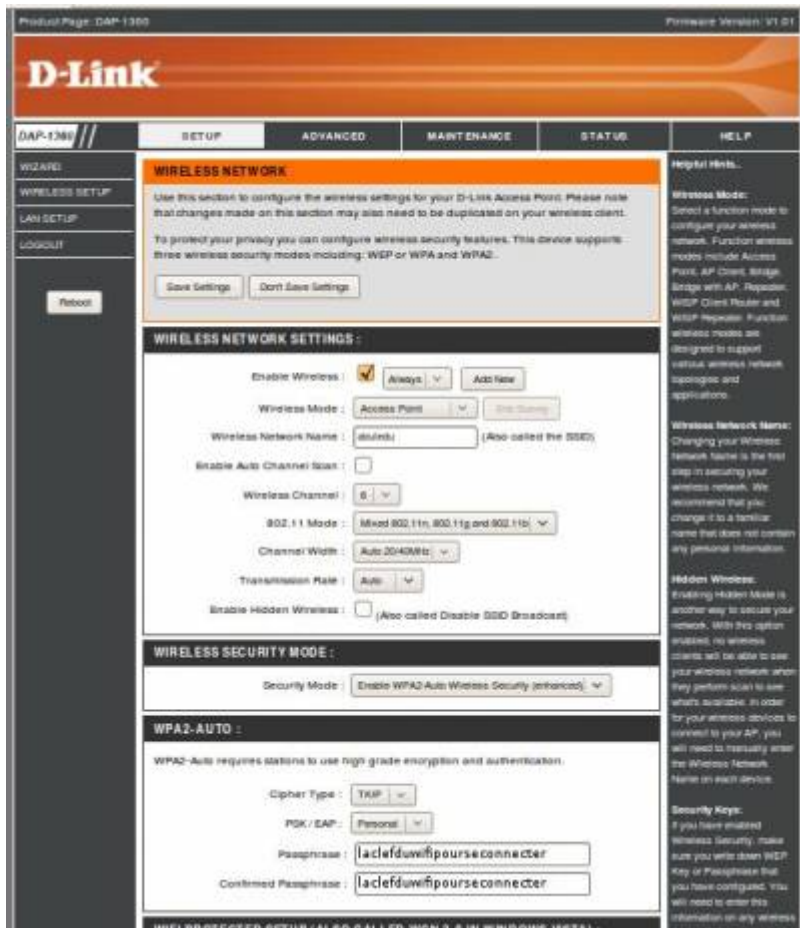 Product Page: DAP-1360
Firmware Version: V1.01
D-Link
DAP-1360
SETUP
ADVANCED
MAINTENANCE
STATUS
HELP
WIZARD
WIRELESS SETUP
LAN SETUP
LOGOUT
Reboot
WIRELESS NETWORK
Use this section to configure the wireless settings for your D-Link Access Point. Please note
that changes made on this section may also need to be duplicated on your wireless client.
To protect your privacy you can configure wireless security features. This device supports
three wireless security modes including: WEP or WPA and WPA2.
Save Settings
Don't Save Settings
WIRELESS NETWORK SETTINGS :
Enable Wireless :
Always
Add New
Wireless Mode :
Access Point
Site Survey
Wireless Network Name :
(Also called the SSID)
Enable Auto Channel Scan :
Wireless Channel :
6
802.11 Mode :
Mixed 802.11n, 802.11g and 802.11b
Channel Width :
Auto 20/40MHz
Transmission Rate :
Auto
Enable Hidden Wireless :
(Also called Disable SSID Broadcast)
WIRELESS SECURITY MODE :
Security Mode :
Enable WPA2-Auto Wireless Security (enhanced)
WPA2-AUTO :
WPA2-Auto requires stations to use high grade encryption and authentication.
Cipher Type :
TKIP
PSK / EAP :
Personal
Passphrase :
laclefduwifipourseconnecter
Confirmed Passphrase :
laclefduwifipourseconnecter
WIFI PROTECTED SETUP (ALSO CALLED WCN 2.0 IN WINDOWS VISTA) :
Helpful Hints..
Wireless Mode:
Select a function mode to
configure your wireless
network. Function wireless
modes include Access
Point, AP Client, Bridge,
Bridge with AP, Repeater,
WISP Client Router and
WISP Repeater. Function
wireless modes are
designed to support
various wireless network
topologies and
applications.
Wireless Network Name:
Changing your Wireless
Network Name is the first
step in securing your
wireless network. We
recommend that you
change it to a familiar
name that does not contain
any personal information.
Hidden Wireless:
Enabling Hidden Mode is
another way to secure your
network. With this option
enabled, no wireless
clients will be able to see
your wireless network when
they perform scan to see
what's available. In order
for your wireless devices to
connect to your AP, you
will need to manually enter
the Wireless Network
Name on each device.
Security Keys:
If you have enabled
Wireless Security, make
sure you write down WEP
Key or Passphrase that
you have configured. You
will need to enter this
information on any wireless